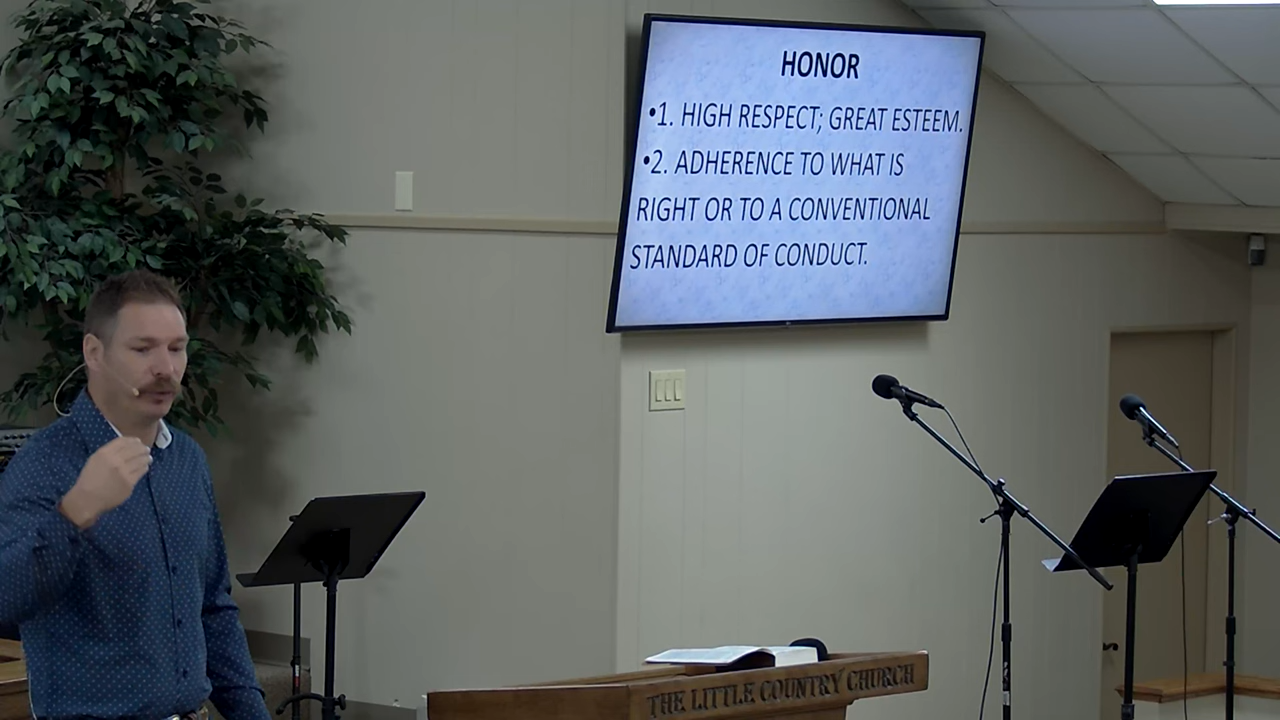 HONOR
•1. HIGH RESPECT; GREAT ESTEEM.
•2. ADHERENCE TO WHAT IS
RIGHT OR TO A CONVENTIONAL
STANDARD OF CONDUCT.
THE LITTLE COUNTRY CHURCH